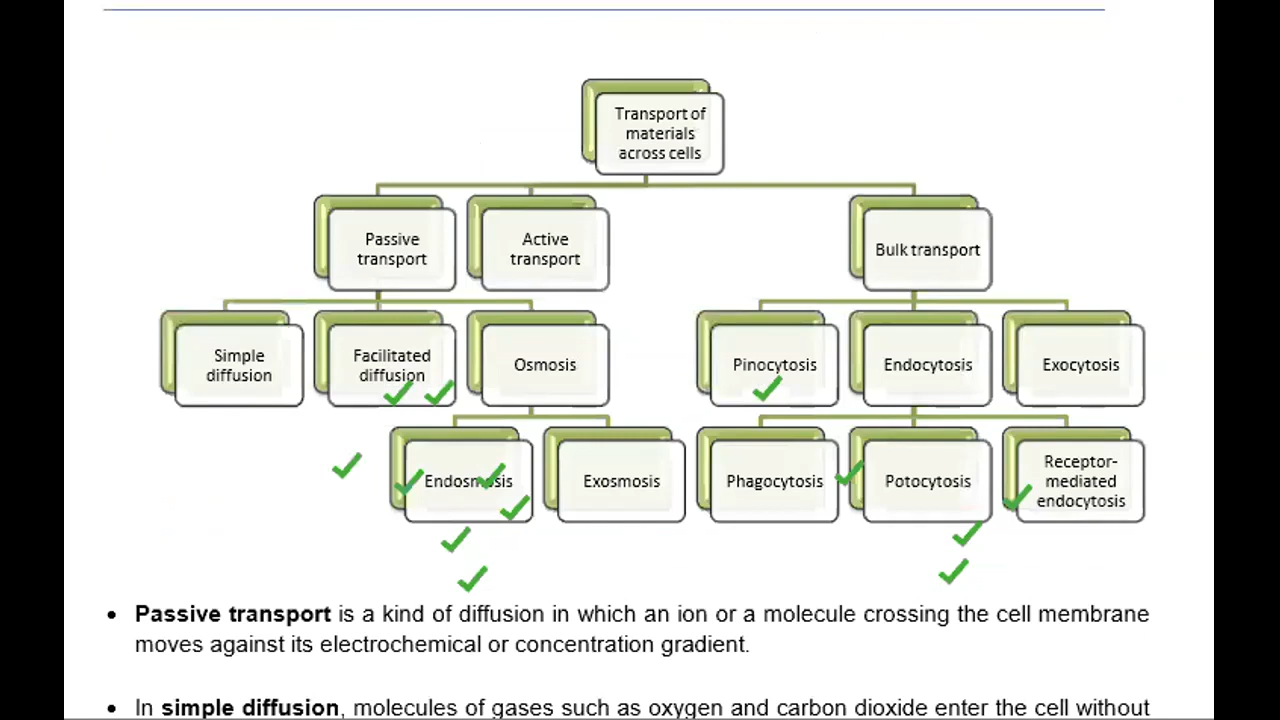 Transport of
materials
across cells
Passive
transport
Active
transport
Bulk transport
Simple
diffusion
Facilitated
diffusion
Osmosis
Pinocytosis
Endocytosis
Exocytosis
Endosmosis
Exosmosis
Phagocytosis
Potocytosis
Receptor-
mediated
endocytosis
• Passive transport is a kind of diffusion in which an ion or a molecule crossing the cell membrane
moves against its electrochemical or concentration gradient.
• In simple diffusion, molecules of gases such as oxygen and carbon dioxide enter the cell without